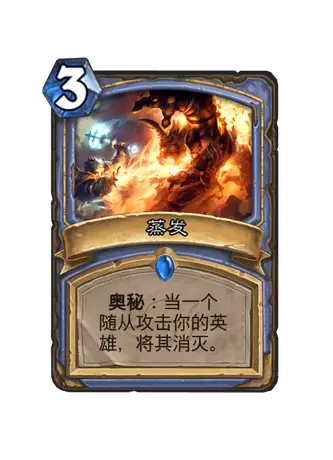 3
蒸发
奥秘：当一个
随从攻击你的英
雄，将其消灭。